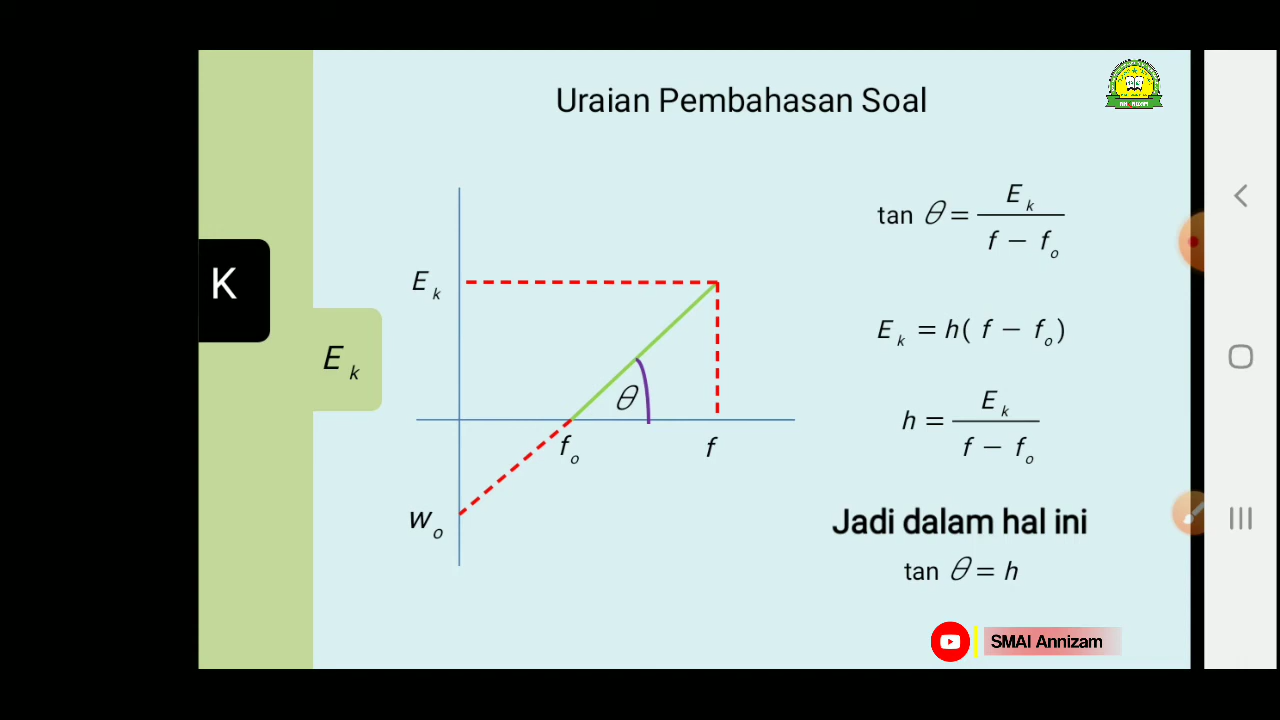 Uraian Pembahasan Soal
K
E k
E k
θ
f o
f
W o
tan θ = E k / f − f o
E k = h( f − f o )
h = E k / f − f o
Jadi dalam hal ini
tan θ = h
SMAI Annizam